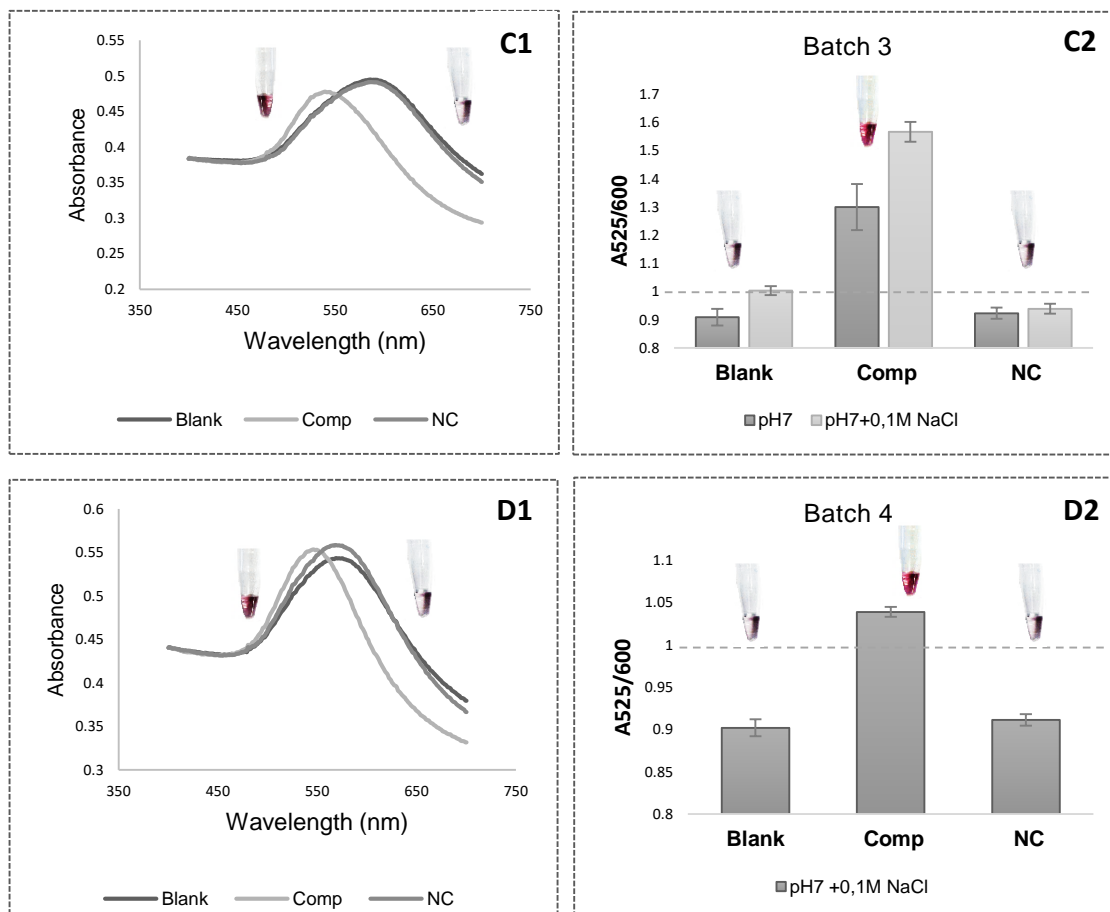 C1
0.55
0.5
0.45
0.4
0.35
0.3
0.25
0.2
Absorbance
350 450 550 650 750
Wavelength (nm)
Blank Comp NC
C2
Batch 3
1.7
1.6
1.5
1.4
1.3
1.2
1.1
1
0.9
0.8
A525/600
Blank Comp NC
pH7 pH7+0,1M NaCl
D1
0.6
0.55
0.5
0.45
0.4
0.35
0.3
Absorbance
350 450 550 650 750
Wavelength (nm)
Blank Comp NC
D2
Batch 4
1.1
1.05
1
0.95
0.9
0.85
0.8
A525/600
Blank Comp NC
pH7 +0,1M NaCl